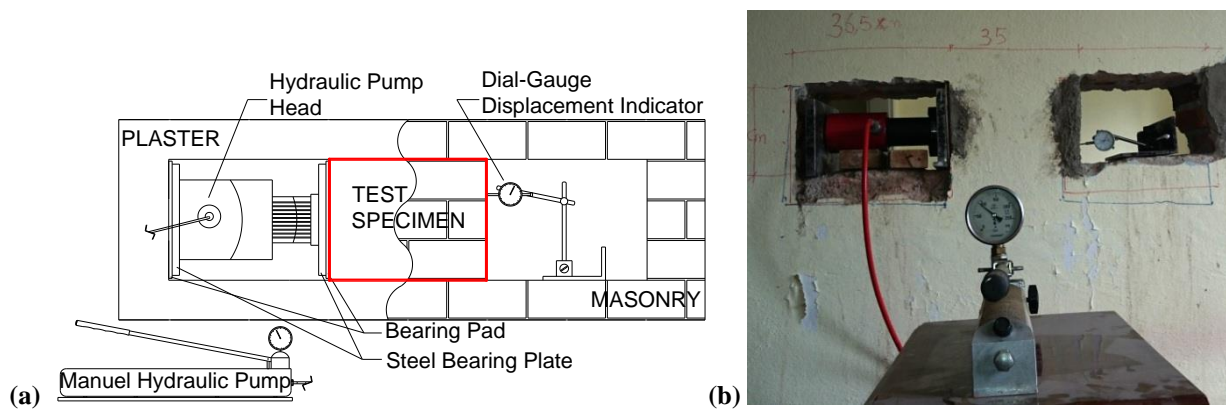 Hydraulic Pump
Head
Dial-Gauge
Displacement Indicator
PLASTER
TEST
SPECIMEN
MASONRY
Bearing Pad
Steel Bearing Plate
Manuel Hydraulic Pump
(a)
36,5
35
(b)